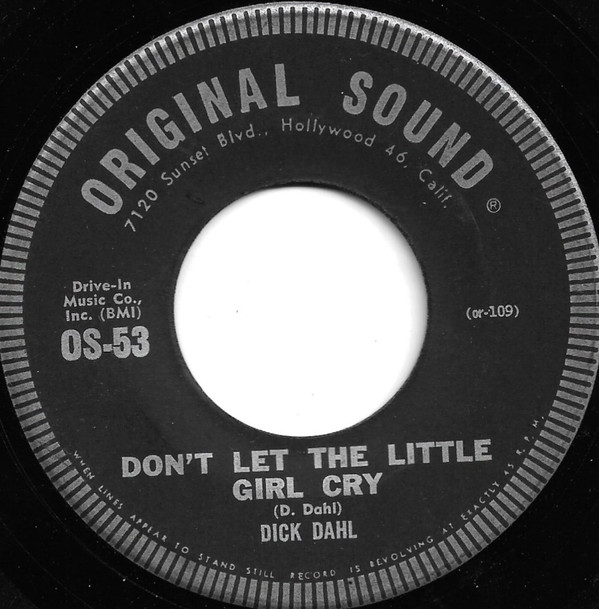 ORIGINAL SOUND
®
7120 Sunset Blvd., Hollywood 46, Calif.
Drive-In
Music Co.,
Inc. (BMI)
OS-53
(or-109)
DON'T LET THE LITTLE
GIRL CRY
(D. Dahl)
DICK DAHL
WHEN LINES APPEAR TO STAND STILL RECORD IS REVOLVING AT EXACTLY 45 R.P.M.